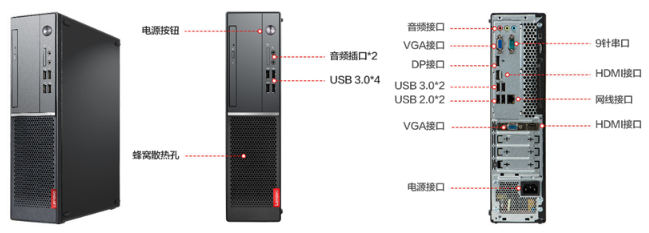 电源按钮
音频插口*2
USB 3.0*4
蜂窝散热孔
Lenovo
Lenovo
音频接口
VGA接口
DP接口
USB 3.0*2
USB 2.0*2
VGA接口
电源接口
9针串口
HDMI接口
网线接口
HDMI接口